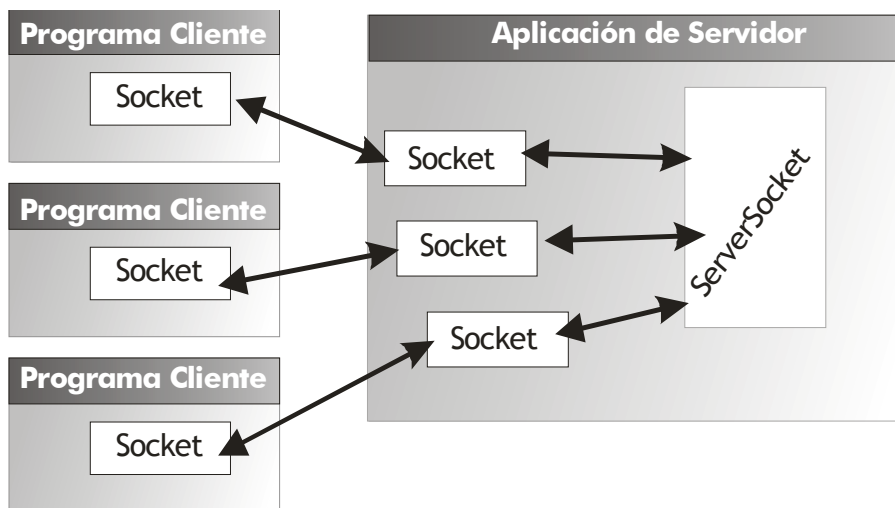 Programa Cliente
Socket
Programa Cliente
Socket
Programa Cliente
Socket
Aplicación de Servidor
Socket
Socket
Socket
ServerSocket